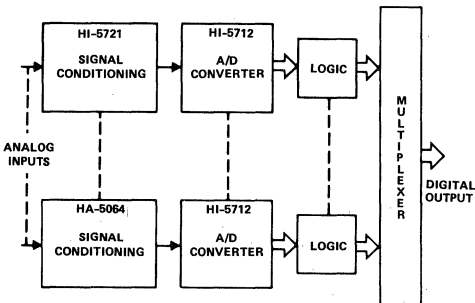 HI-5721
SIGNAL
CONDITIONING
HI-5712
A/D
CONVERTER
LOGIC
ANALOG
INPUTS
MULTIPLEXER
DIGITAL
OUTPUT
HA-5064
SIGNAL
CONDITIONING
HI-5712
A/D
CONVERTER
LOGIC